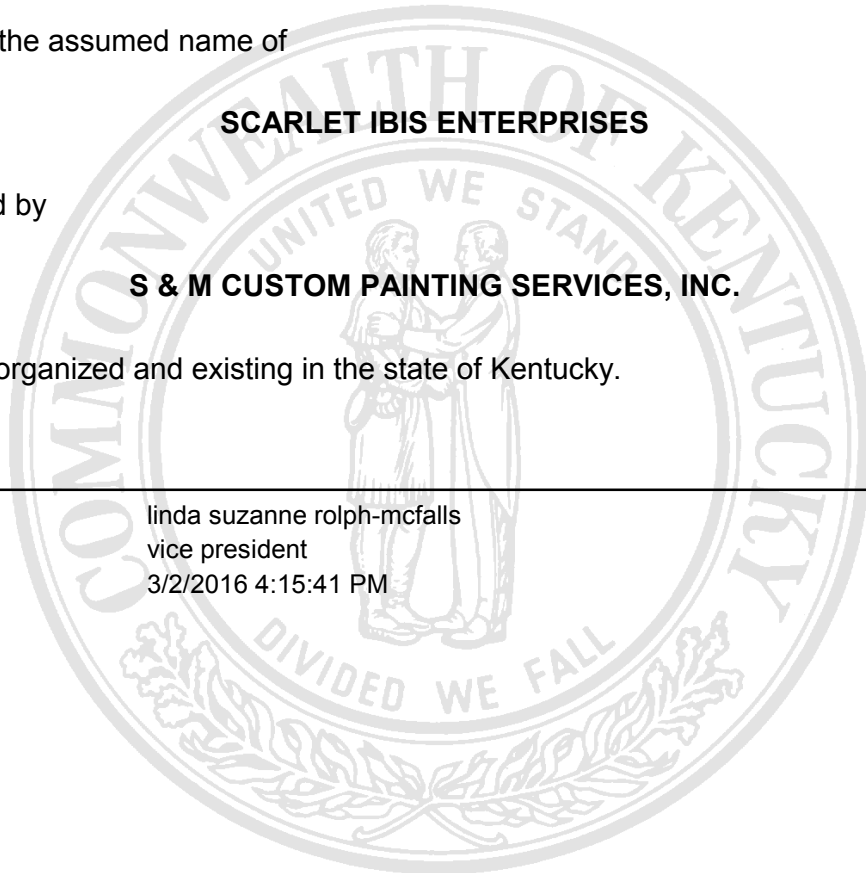 the assumed name of
SCARLET IBIS ENTERPRISES
d by
S & M CUSTOM PAINTING SERVICES, INC.
organized and existing in the state of Kentucky.
linda suzanne rolph-mcfalls
vice president
3/2/2016 4:15:41 PM
COMMONWEALTH OF KENTUCKY
UNITED WE STAND
DIVIDED WE FALL